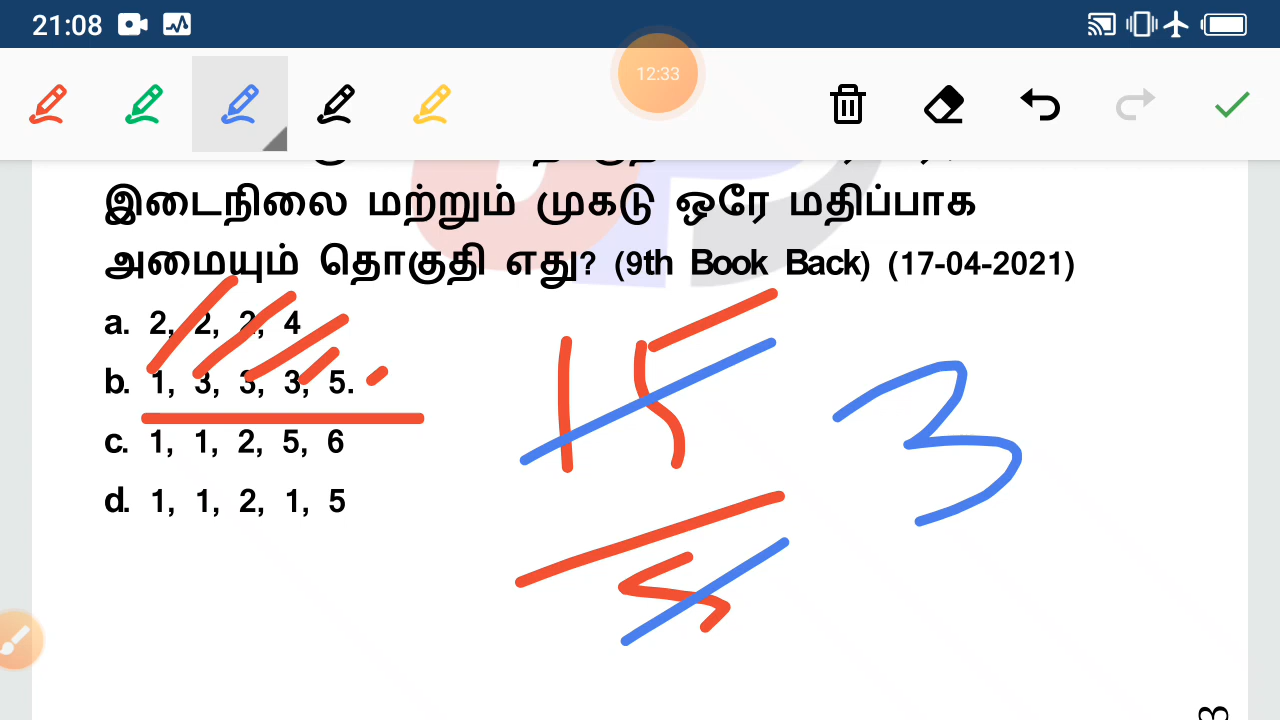 21:08
12:33
இடைநிலை மற்றும் முகடு ஒரே மதிப்பாக
அமையும் தொகுதி எது? (9th Book Back) (17-04-2021)
a. 2, 2, 2, 4
b. 1, 3, 3, 3, 5.
c. 1, 1, 2, 5, 6
d. 1, 1, 2, 1, 5
15
5
3
3